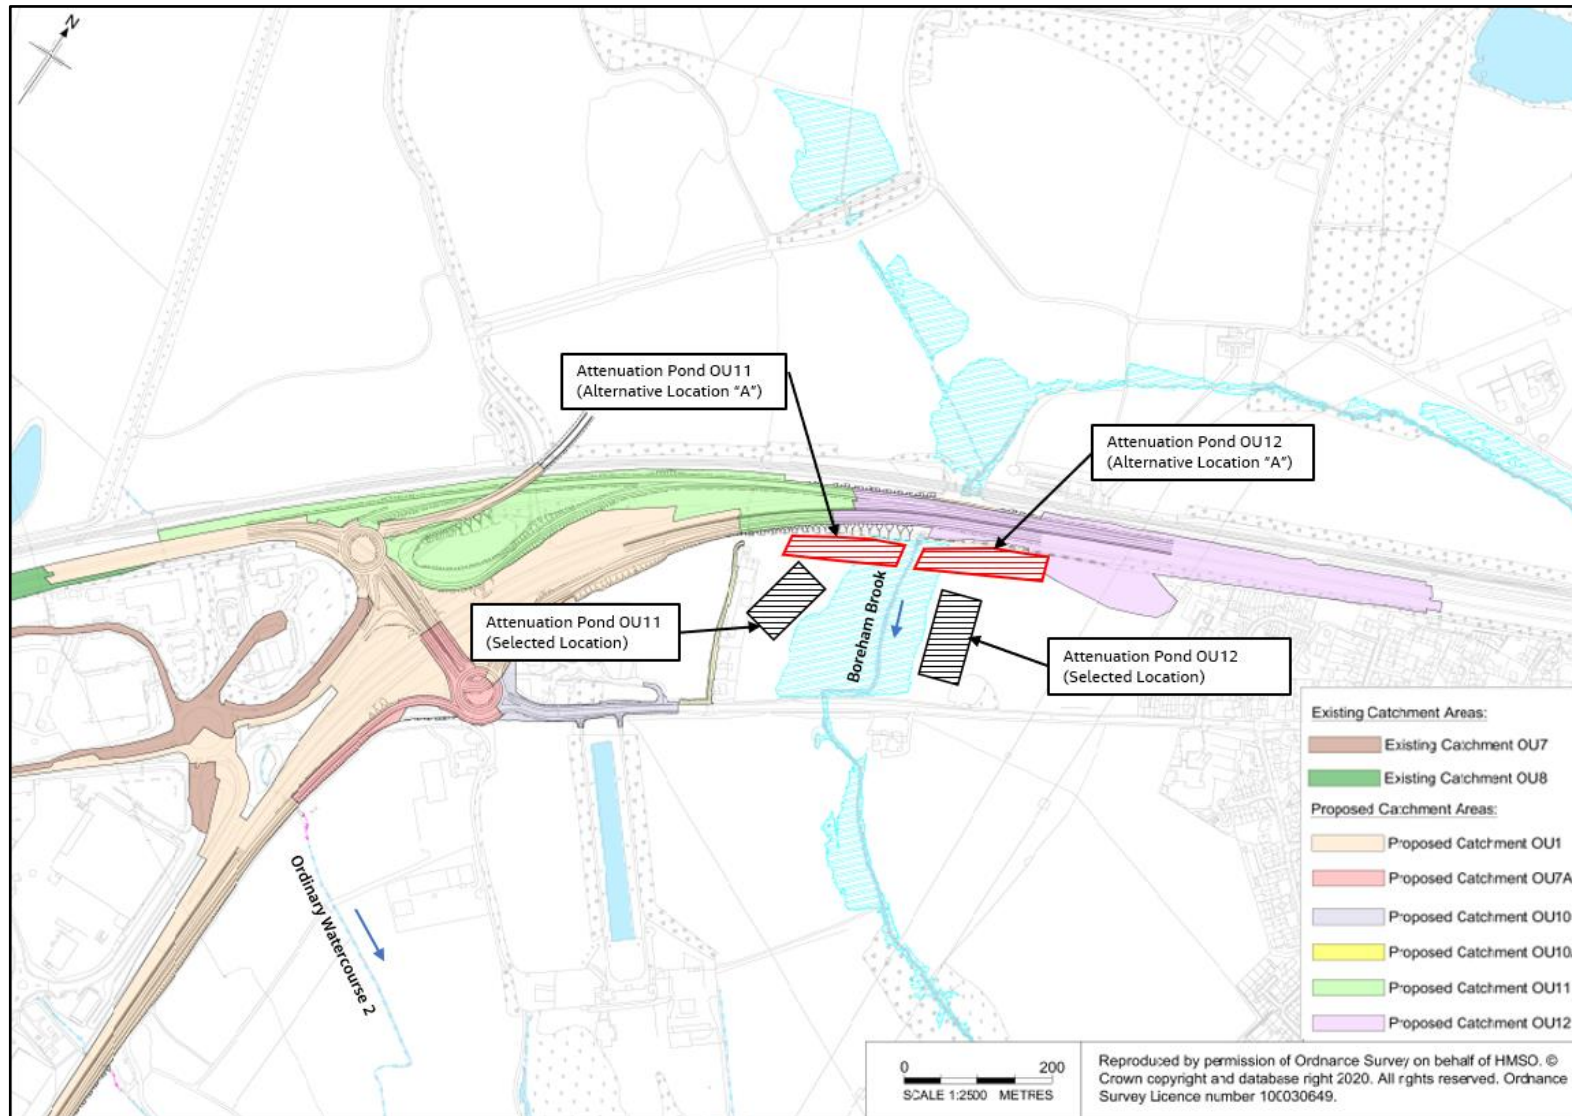 N
Attenuation Pond OU11
(Alternative Location “A”)
Attenuation Pond OU12
(Alternative Location “A”)
Attenuation Pond OU11
(Selected Location)
Boreham Brook
Attenuation Pond OU12
(Selected Location)
Ordinary Watercourse 2
Existing Catchment Areas:
Existing Catchment OU7
Existing Catchment OU8
Proposed Catchment Areas:
Proposed Catchment OU1
Proposed Catchment OU7A
Proposed Catchment OU10
Proposed Catchment OU10A
Proposed Catchment OU11
Proposed Catchment OU12
0 200
SCALE 1:2500 METRES
Reproduced by permission of Ordnance Survey on behalf of HMSO. ©
Crown copyright and database right 2020. All rights reserved. Ordnance
Survey Licence number 100030649.